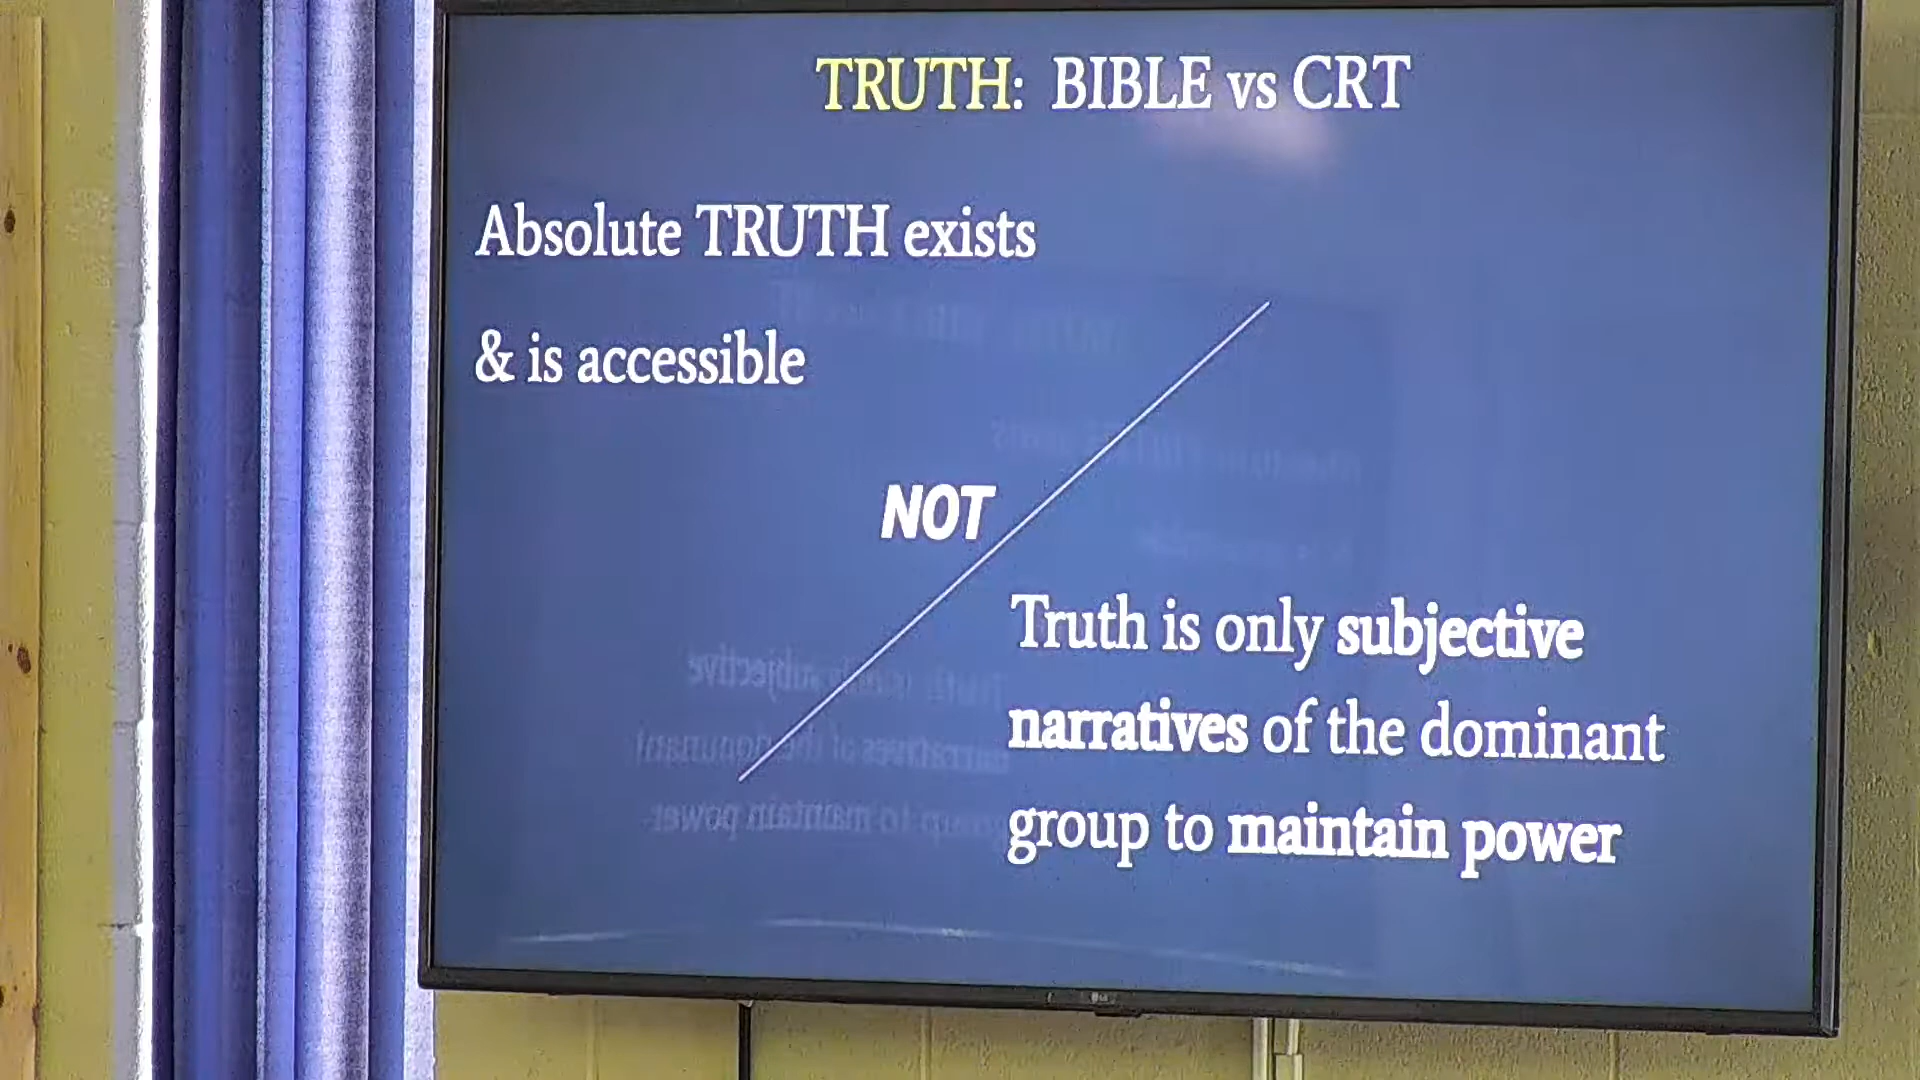 TRUTH: BIBLE vs CRT
Absolute TRUTH exists
& is accessible
NOT
Truth is only subjective
narratives of the dominant
group to maintain power